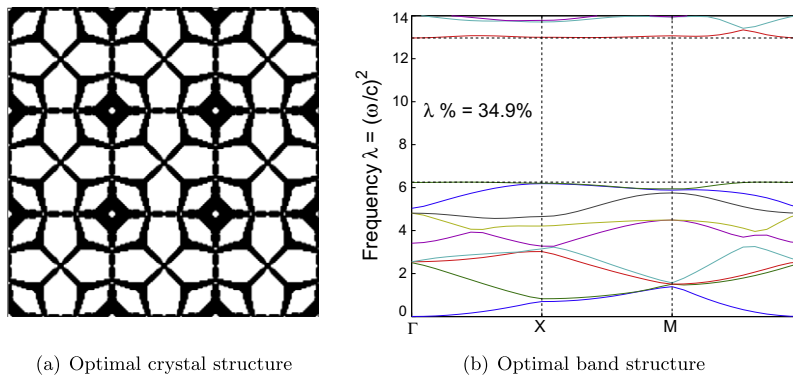 14
12
10
8
6
4
2
0
Frequency λ = (ω/c)²
λ % = 34.9%
Γ X M
(a) Optimal crystal structure
(b) Optimal band structure